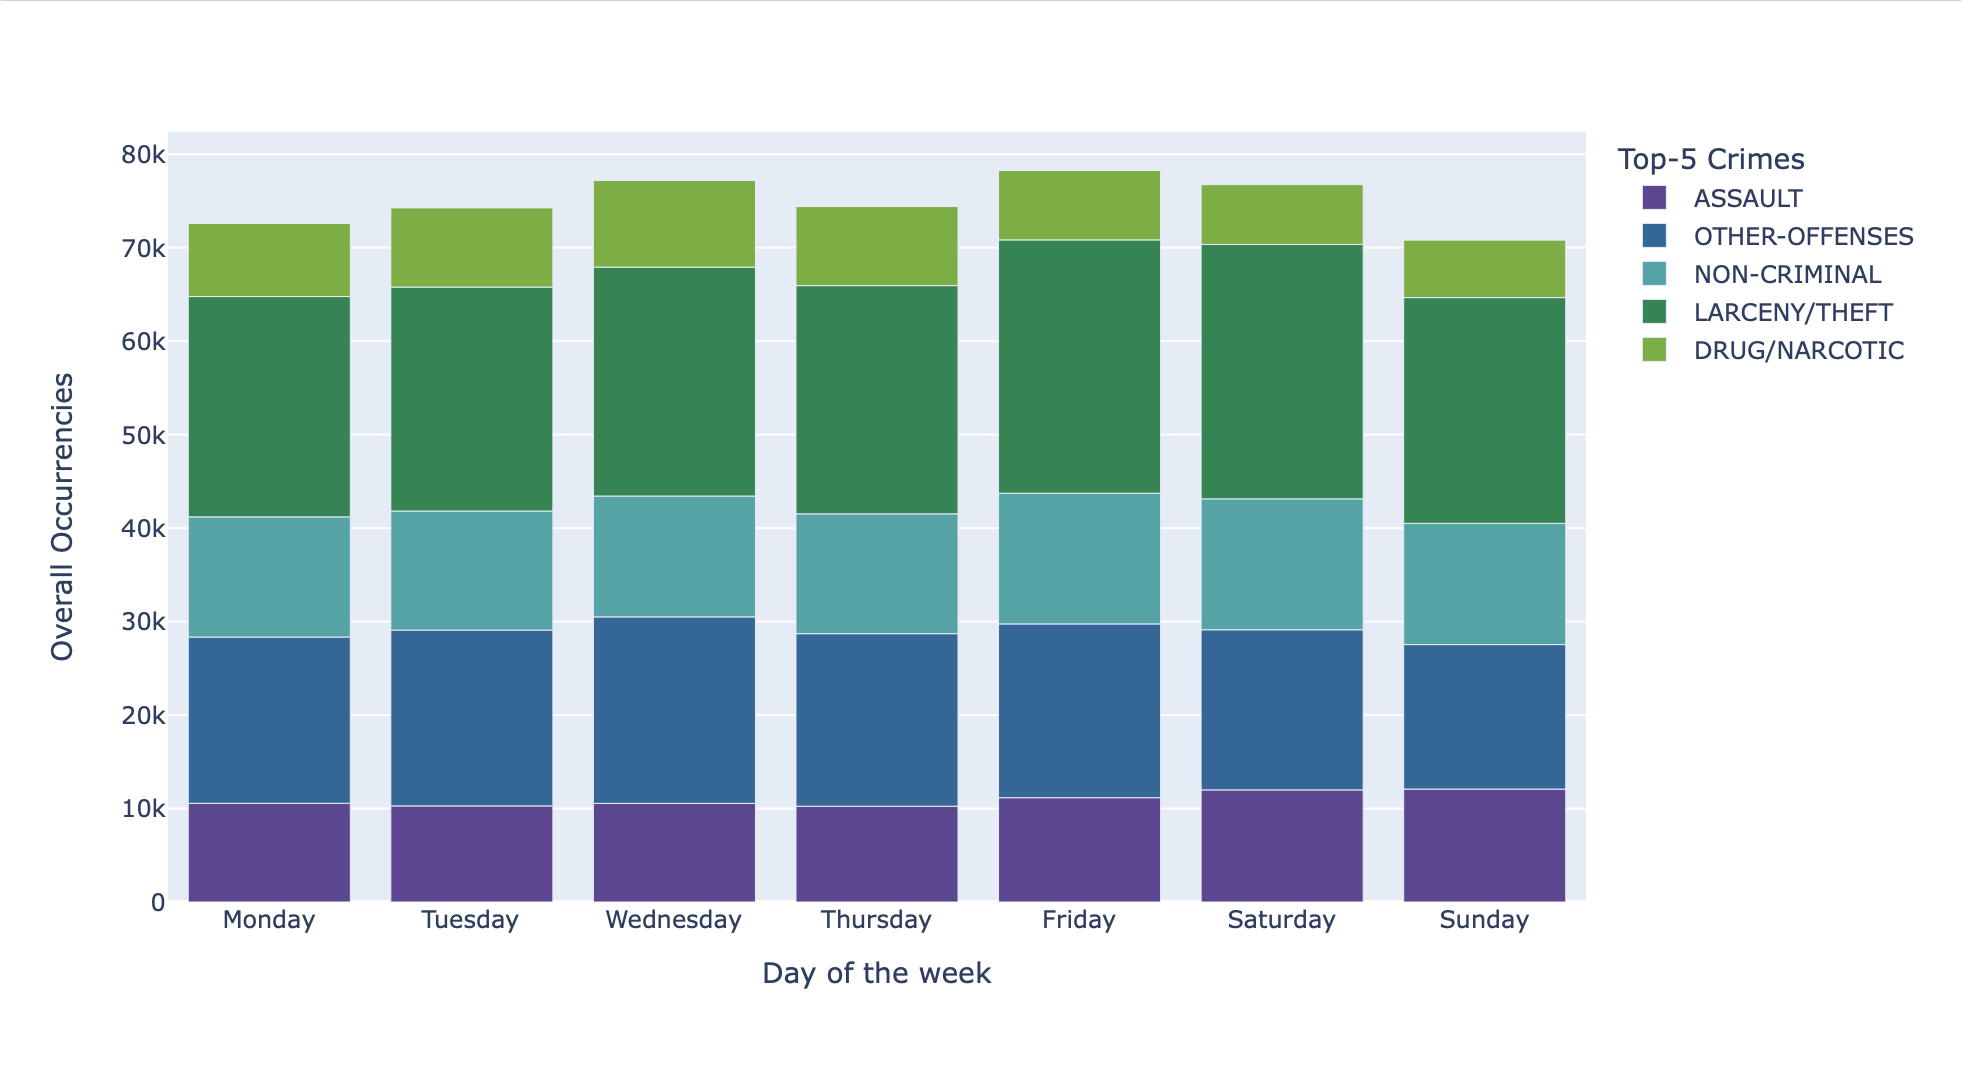 80k
70k
60k
50k
40k
30k
20k
10k
0
Overall Occurrencies
Monday Tuesday Wednesday Thursday Friday Saturday Sunday
Day of the week
Top-5 Crimes
ASSAULT
OTHER-OFFENSES
NON-CRIMINAL
LARCENY/THEFT
DRUG/NARCOTIC